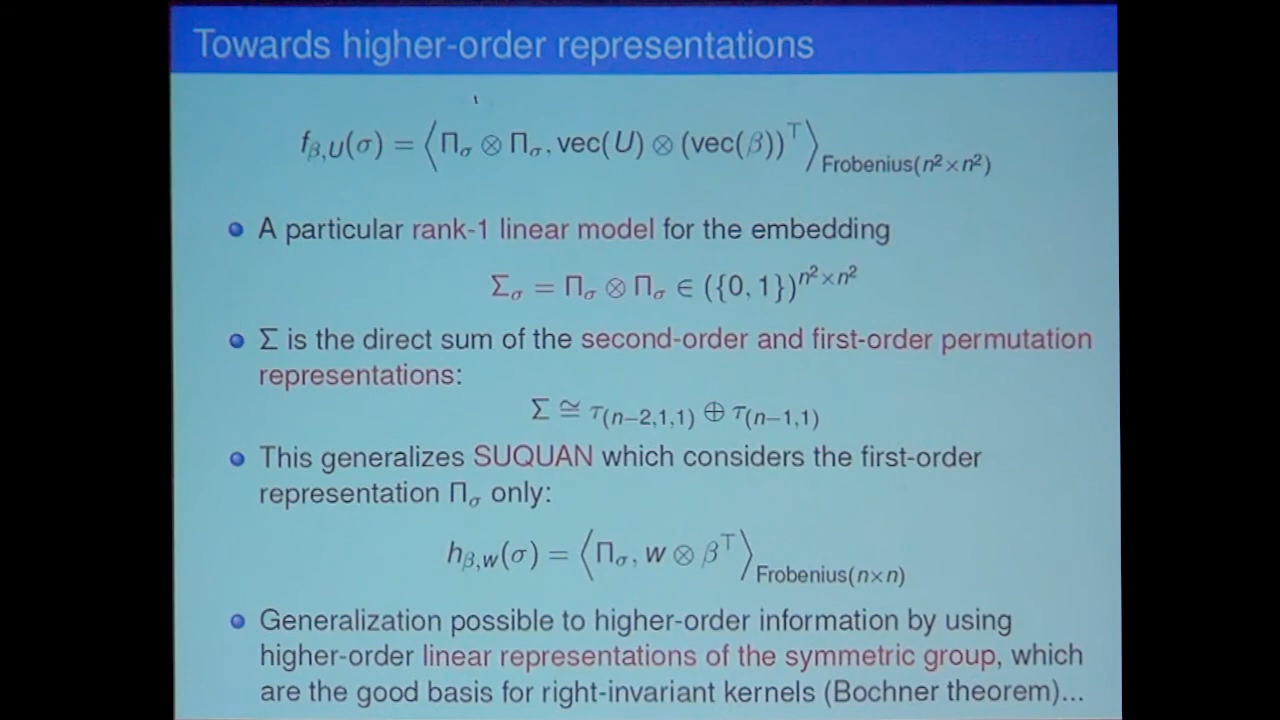 Towards higher-order representations
f_{β,U}(σ) = ⟨Π_σ ⊗ Π_σ, vec(U) ⊗ (vec(β))^⊤⟩_{Frobenius(n²×n²)}
A particular rank-1 linear model for the embedding
Σ_σ = Π_σ ⊗ Π_σ ∈ ({0, 1})^{n²×n²}
Σ is the direct sum of the second-order and first-order permutation
representations:
Σ ≅ τ_{(n−2,1,1)} ⊕ τ_{(n−1,1)}
This generalizes SUQUAN which considers the first-order
representation Π_σ only:
h_{β,w}(σ) = ⟨Π_σ, w ⊗ β^⊤⟩_{Frobenius(n×n)}
Generalization possible to higher-order information by using
higher-order linear representations of the symmetric group, which
are the good basis for right-invariant kernels (Bochner theorem)...